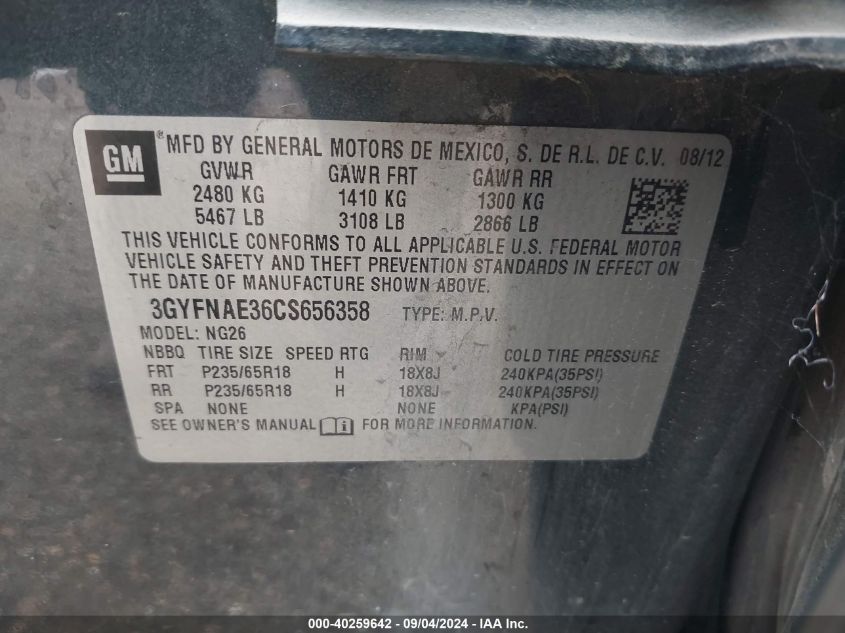 GM ® MFD BY GENERAL MOTORS DE MEXICO, S. DE R.L. DE C.V. 08/12
GVWR GAWR FRT GAWR RR
2480 KG 1410 KG 1300 KG
5467 LB 3108 LB 2866 LB
THIS VEHICLE CONFORMS TO ALL APPLICABLE U.S. FEDERAL MOTOR
VEHICLE SAFETY AND THEFT PREVENTION STANDARDS IN EFFECT ON
THE DATE OF MANUFACTURE SHOWN ABOVE.
3GYFNAE36CS656358 TYPE: M.P.V.
MODEL: NG26
NBBQ TIRE SIZE SPEED RTG RIM COLD TIRE PRESSURE
FRT P235/65R18 H 18X8J 240KPA(35PSI)
RR P235/65R18 H 18X8J 240KPA(35PSI)
SPA NONE NONE KPA(PSI)
SEE OWNER'S MANUAL i FOR MORE INFORMATION.
000-40259642 - 09/04/2024 - IAA Inc.